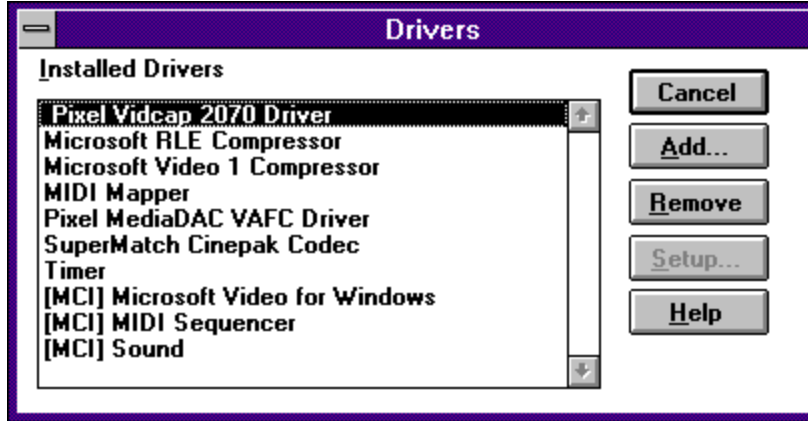 Drivers
Installed Drivers
Pixel Vidcap 2070 Driver
Microsoft RLE Compressor
Microsoft Video 1 Compressor
MIDI Mapper
Pixel MediaDAC VAFC Driver
SuperMatch Cinepak Codec
Timer
[MCI] Microsoft Video for Windows
[MCI] MIDI Sequencer
[MCI] Sound
Cancel
Add...
Remove
Setup...
Help